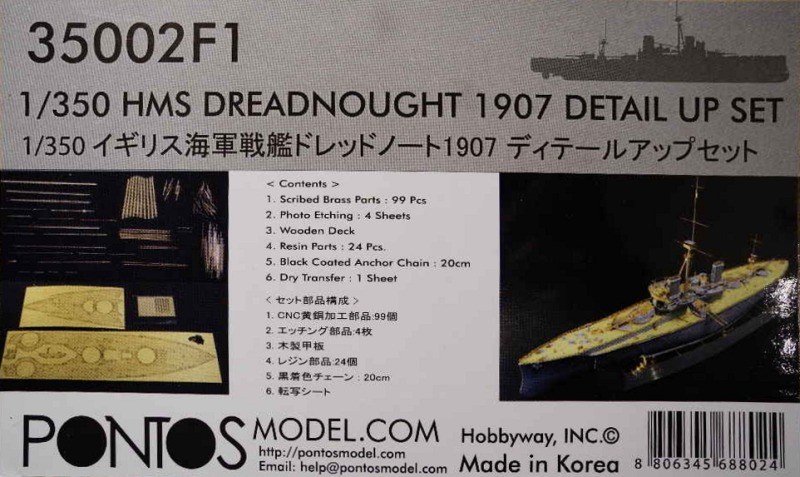 35002F1
1/350 HMS DREADNOUGHT 1907 DETAIL UP SET
1/350 イギリス海軍戦艦ドレッドノート1907 ディテールアップセット
< Contents >
1. Scribed Brass Parts : 99 Pcs
2. Photo Etching : 4 Sheets
3. Wooden Deck
4. Resin Parts : 24 Pcs.
5. Black Coated Anchor Chain : 20cm
6. Dry Transfer : 1 Sheet
<セット部品構成>
1. CNC黄銅加工部品:99個
2. エッチング部品:4枚
3. 木製甲板
4. レジン部品:24個
5. 黒着色チェーン : 20cm
6. 転写シート
PONTOS MODEL.COM
http://pontosmodel.com
Email: help@pontosmodel.com
Hobbyway, INC.©
Made in Korea
8 806345 688024